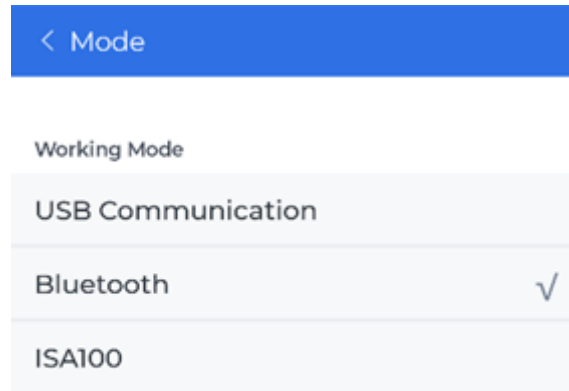 < Mode
Working Mode
USB Communication
Bluetooth √
ISA100